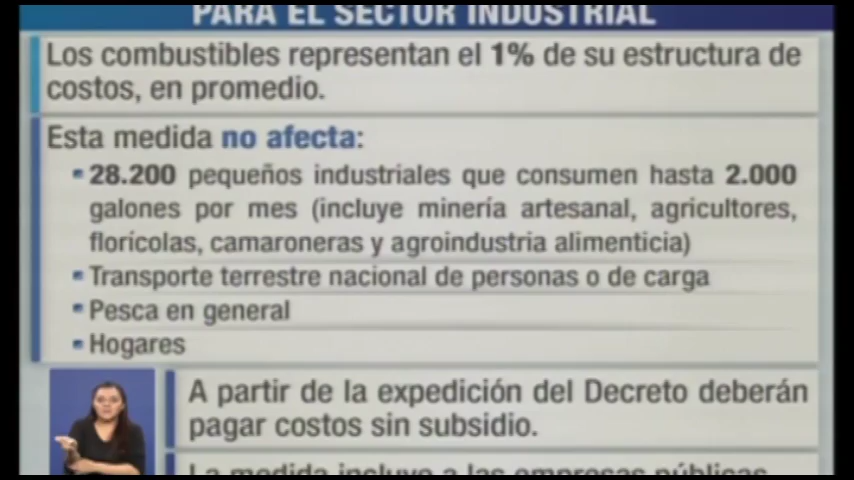 PARA EL SECTOR INDUSTRIAL
Los combustibles representan el 1% de su estructura de
costos, en promedio.
Esta medida no afecta:
▪ 28.200 pequeños industriales que consumen hasta 2.000
galones por mes (incluye minería artesanal, agricultores,
florícolas, camaroneras y agroindustria alimenticia)
▪ Transporte terrestre nacional de personas o de carga
▪ Pesca en general
▪ Hogares
A partir de la expedición del Decreto deberán
pagar costos sin subsidio.
La medida incluye a las empresas públicas